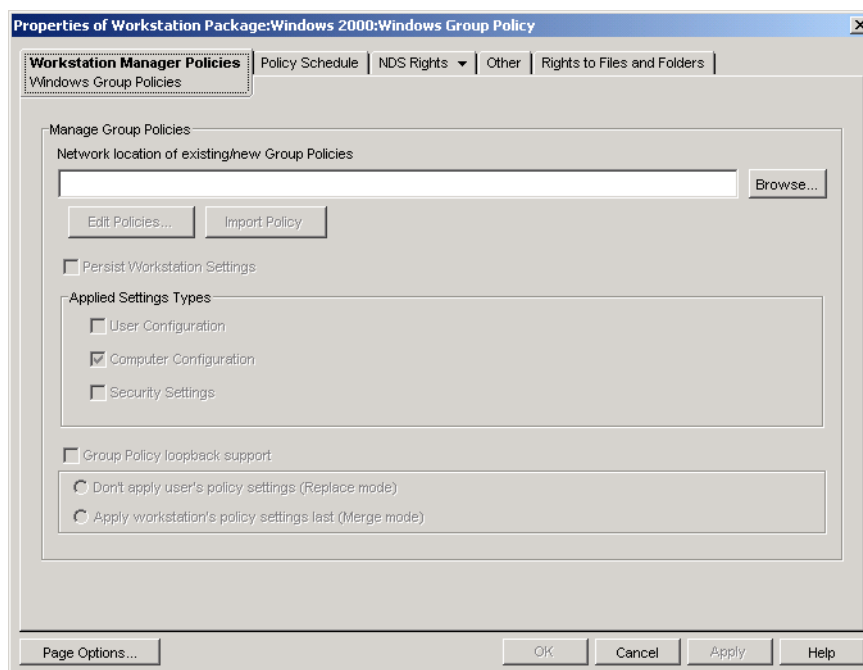 Properties of Workstation Package:Windows 2000:Windows Group Policy
Workstation Manager Policies
Policy Schedule
NDS Rights
Other
Rights to Files and Folders
Windows Group Policies
Manage Group Policies
Network location of existing/new Group Policies
Browse...
Edit Policies...
Import Policy
Persist Workstation Settings
Applied Settings Types
User Configuration
Computer Configuration
Security Settings
Group Policy loopback support
Don't apply user's policy settings (Replace mode)
Apply workstation's policy settings last (Merge mode)
Page Options...
OK
Cancel
Apply
Help